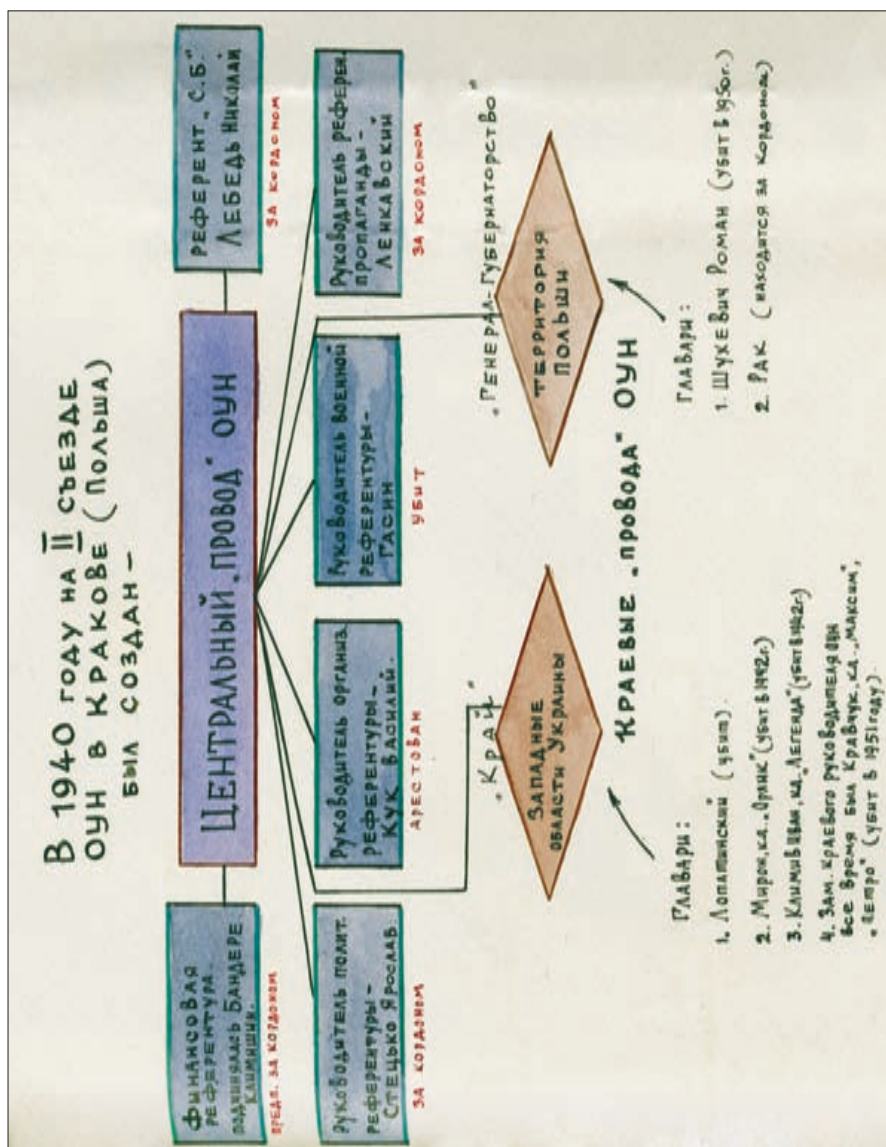 В 1940 году на II съезде
ОУН в Кракове (Польша)
был создан –
Финансовая
референтура.
подчинялась Бандере
Климишин.
предп. за кордоном
Центральный „провод" ОУН
Референт „С.Б."
Лебедь Николай
за кордоном
Руководитель полит.
референтуры –
Стецько Ярослав.
за кордоном
Руководитель организ.
референтуры –
Кук Василий.
арестован
Руководитель военной
референтуры –
Гасин
убит
Руководитель референ.
пропаганды –
Ленкавский
за кордоном
„Край"
Западные
области Украины
„Генерал-Губернаторство"
Территория
Польши
Краевые „провода" ОУН
Главари:
1. Лопатинский (убит).
2. Мирон, кл. „Орлик" (убит в 1942г.)
3. Климив Иван, кл. „Легенда" (убит в 1942г.)
4. Зам. краевого руководителя ОУН
все время был Кравчук, кл. „Максим",
„Петро" (убит в 1951 году).
Главари:
1. Шухевич Роман (убит в 1950г.)
2. Рак (находится за кордоном)